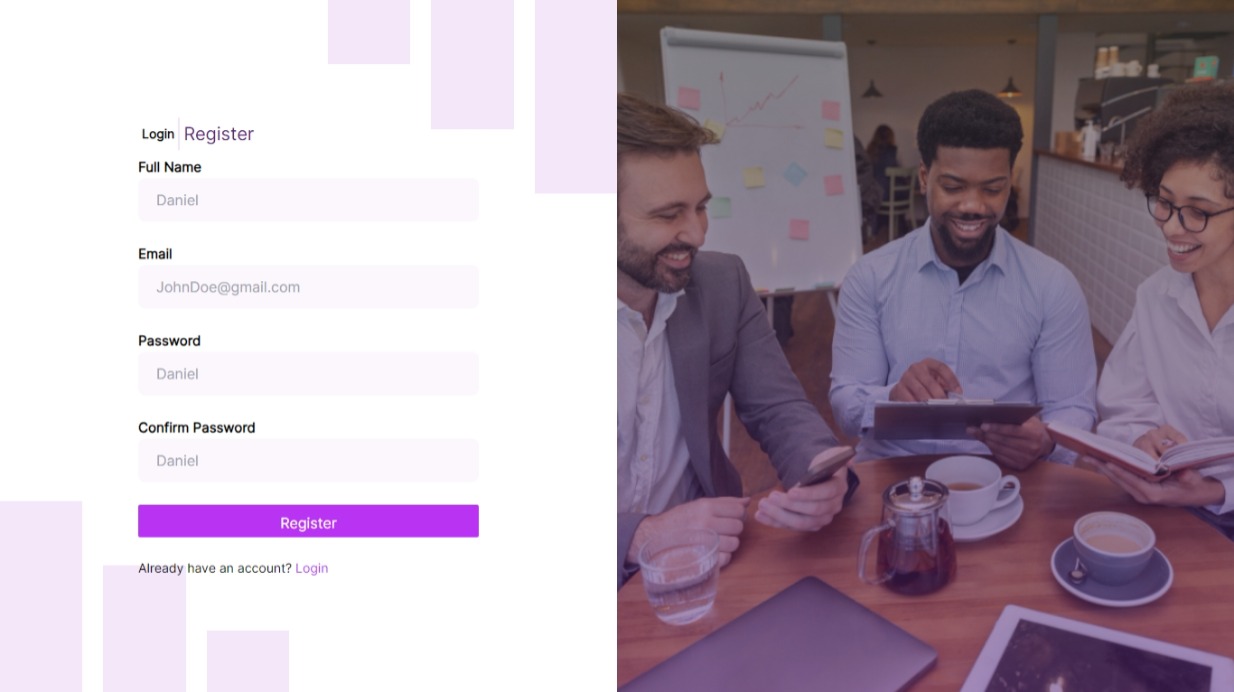 Login Register
Full Name
Daniel
Email
JohnDoe@gmail.com
Password
Daniel
Confirm Password
Daniel
Register
Already have an account? Login